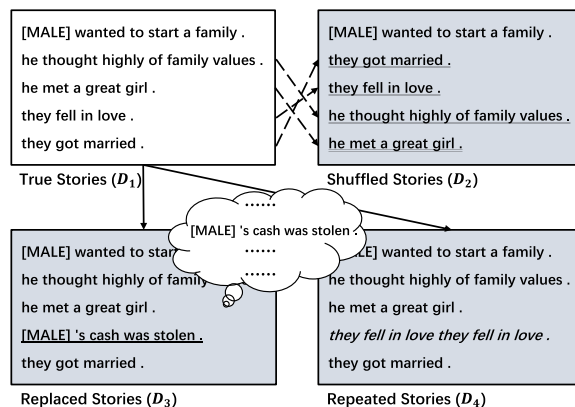 [MALE] wanted to start a family .
he thought highly of family values .
he met a great girl .
they fell in love .
they got married .
True Stories (D₁)
[MALE] wanted to start a family .
they got married .
they fell in love .
he thought highly of family values .
he met a great girl .
Shuffled Stories (D₂)
......
[MALE] 's cash was stolen .
......
......
[MALE] wanted to start
he thought highly of family
he met a great girl .
[MALE] 's cash was stolen .
they got married .
Replaced Stories (D₃)
wanted to start a family .
he thought highly of family values .
he met a great girl .
they fell in love they fell in love .
they got married .
Repeated Stories (D₄)